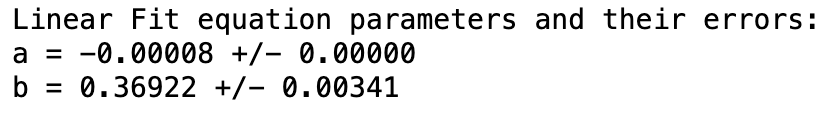 Linear Fit equation parameters and their errors:
a = -0.00008 +/- 0.00000
b = 0.36922 +/- 0.00341